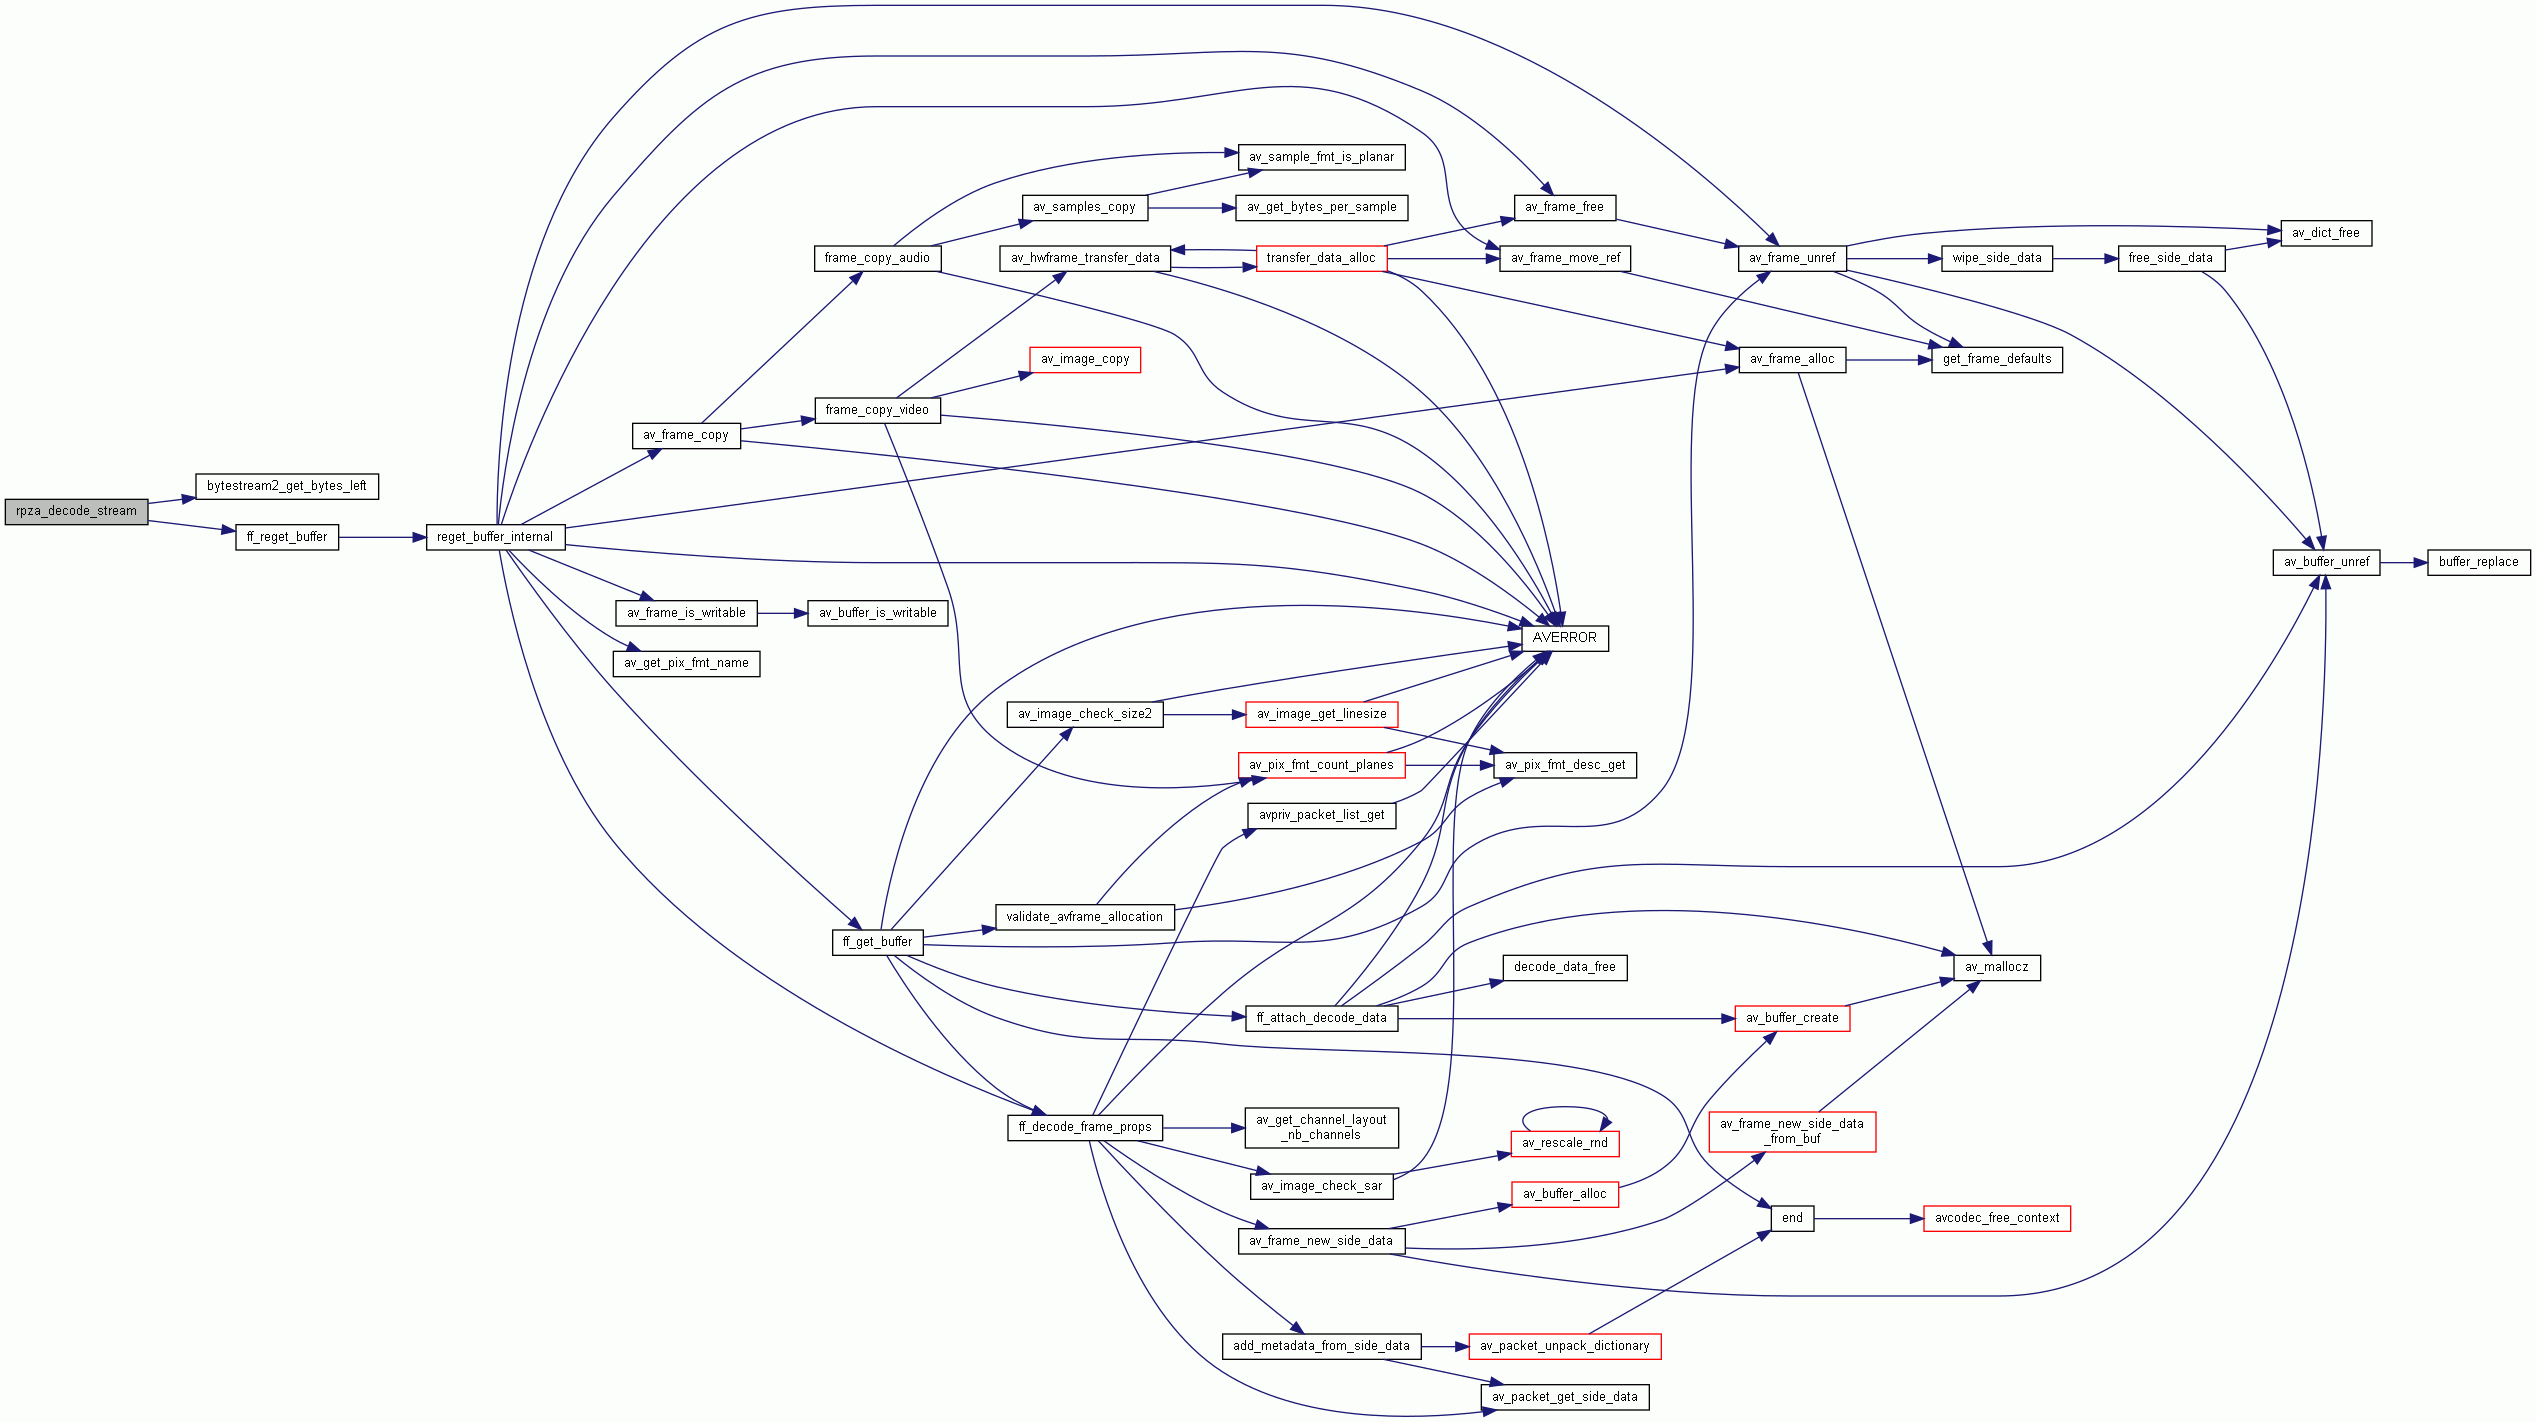 rpza_decode_stream
bytestream2_get_bytes_left
ff_reget_buffer
reget_buffer_internal
av_frame_copy
av_frame_is_writable
av_get_pix_fmt_name
frame_copy_audio
frame_copy_video
av_buffer_is_writable
ff_get_buffer
av_samples_copy
av_hwframe_transfer_data
av_image_copy
av_image_check_size2
validate_avframe_allocation
ff_decode_frame_props
av_sample_fmt_is_planar
av_get_bytes_per_sample
transfer_data_alloc
av_image_get_linesize
av_pix_fmt_count_planes
avpriv_packet_list_get
ff_attach_decode_data
av_get_channel_layout
_nb_channels
av_image_check_sar
av_frame_new_side_data
add_metadata_from_side_data
av_frame_free
av_frame_move_ref
AVERROR
av_pix_fmt_desc_get
decode_data_free
av_rescale_rnd
av_buffer_alloc
av_packet_unpack_dictionary
av_packet_get_side_data
av_frame_unref
av_frame_alloc
av_buffer_create
av_frame_new_side_data
_from_buf
end
wipe_side_data
get_frame_defaults
av_mallocz
avcodec_free_context
free_side_data
av_dict_free
av_buffer_unref
buffer_replace